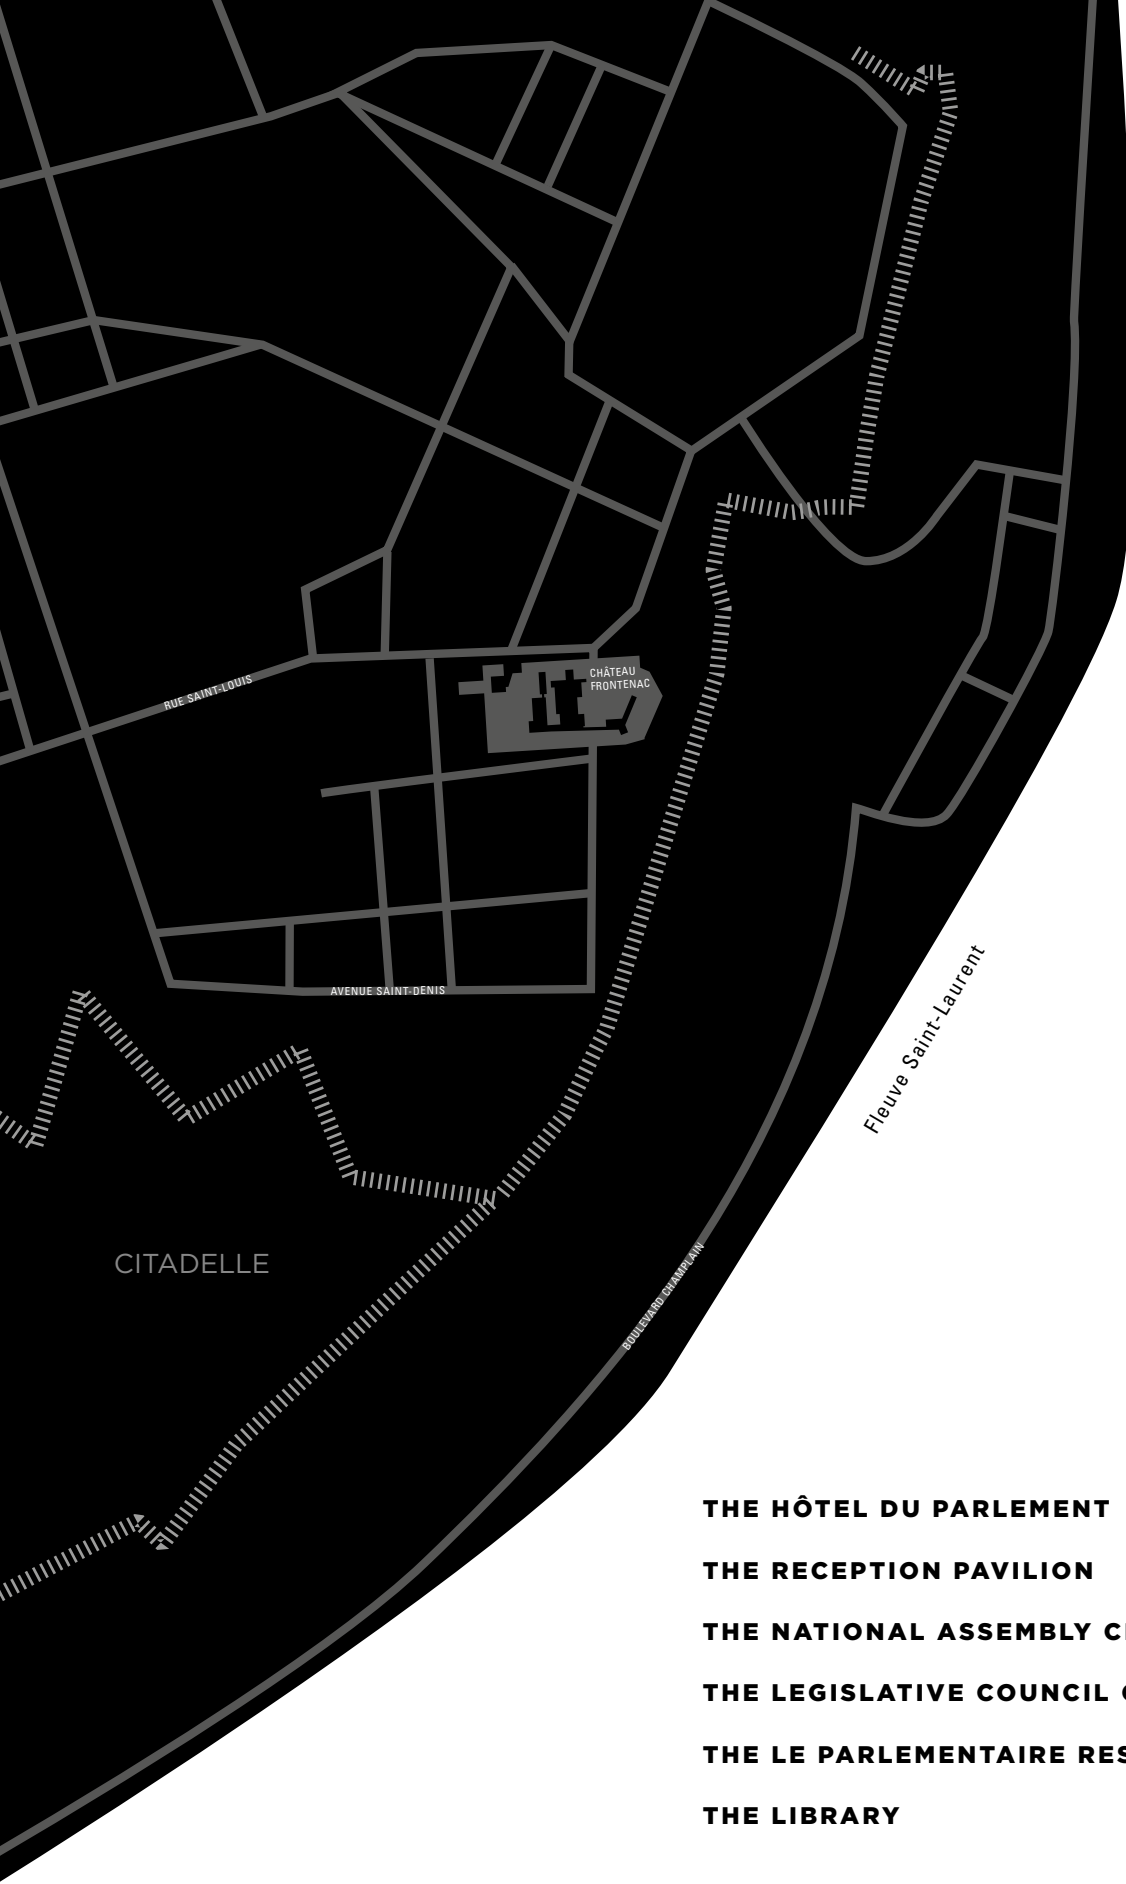 CHÂTEAU
FRONTENAC
RUE SAINT-LOUIS
AVENUE SAINT-DENIS
Fleuve Saint-Laurent
CITADELLE
BOULEVARD CHAMPLAIN
THE HÔTEL DU PARLEMENT
THE RECEPTION PAVILION
THE NATIONAL ASSEMBLY
THE LEGISLATIVE COUNCIL
THE LE PARLEMENTAIRE
THE LIBRARY